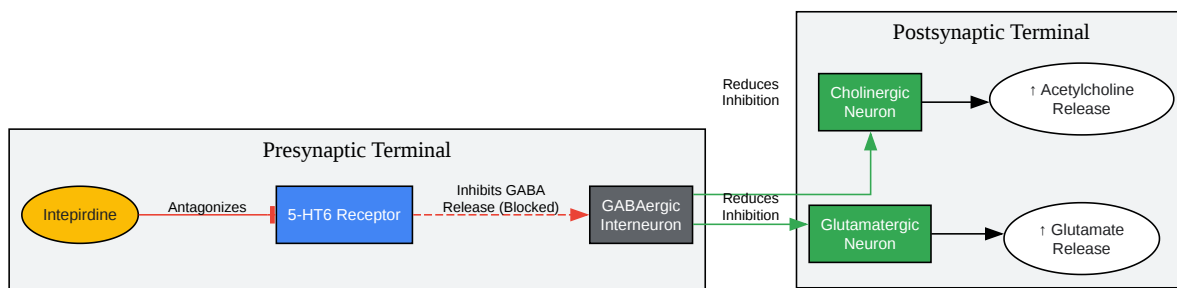 Postsynaptic Terminal
Reduces
Inhibition
Cholinergic
Neuron
↑ Acetylcholine
Release
Presynaptic Terminal
Intepirdine
Antagonizes
5-HT6 Receptor
Inhibits GABA
Release (Blocked)
GABAergic
Interneuron
Reduces
Inhibition
Glutamatergic
Neuron
↑ Glutamate
Release